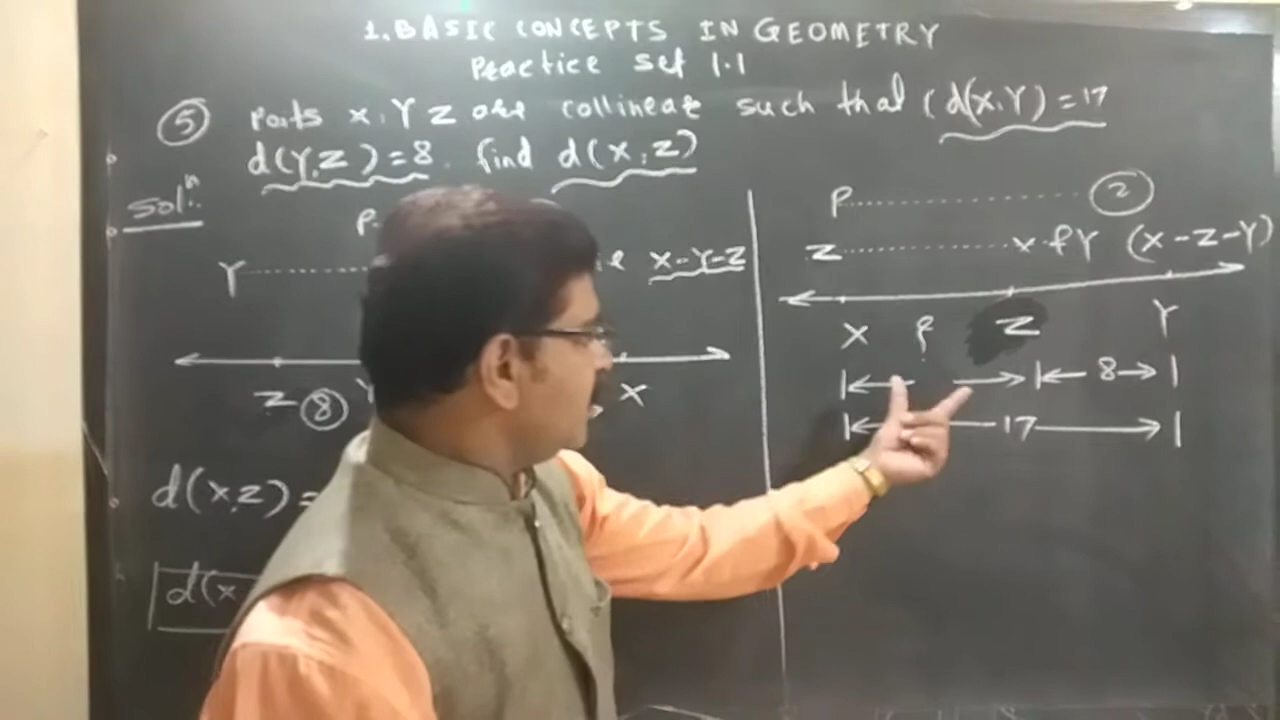 1. BASIC CONCEPTS IN GEOMETRY
Practice set 1.1
⑤ Points X, Y Z are collinear such that (d(X,Y) = 17
d(Y,Z) = 8. find d(X,Z)
Solⁿ:
P
Y X-Y-Z
Z ⑧ X
d(X,Z) =
d(X
P ②
Z X & Y (X-Z-Y)
X ? Z Y
8
17